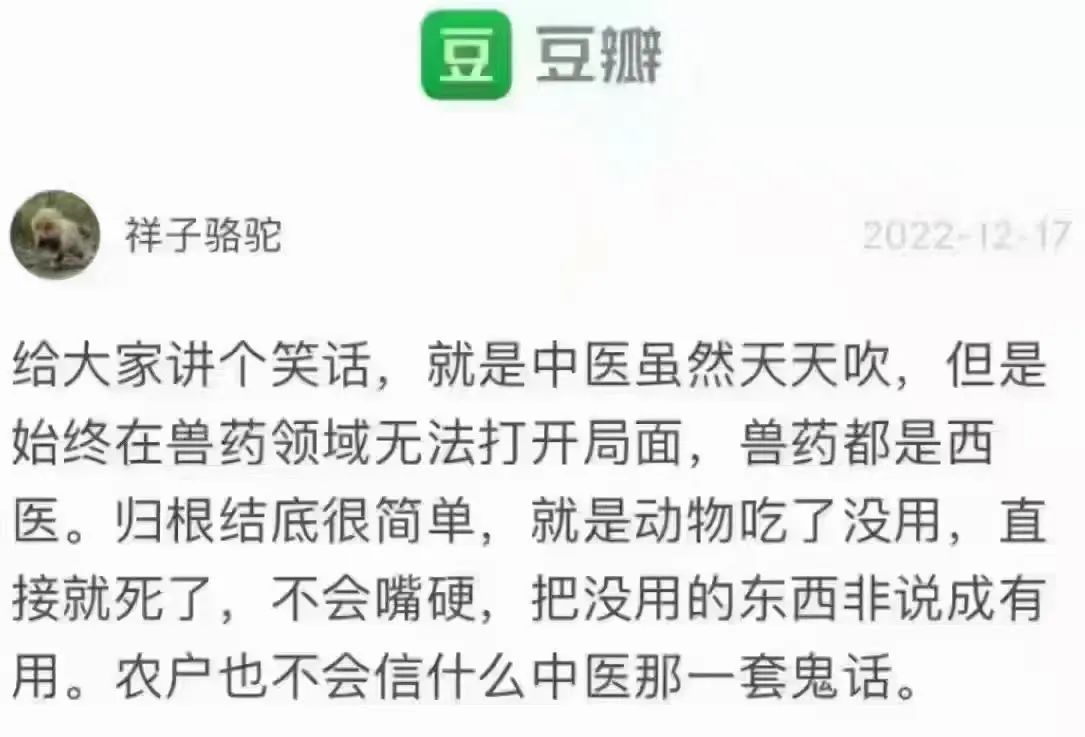 豆 豆瓣
祥子骆驼 2022-12-17
给大家讲个笑话，就是中医虽然天天吹，但是
始终在兽药领域无法打开局面，兽药都是西
医。归根结底很简单，就是动物吃了没用，直
接就死了，不会嘴硬，把没用的东西非说成有
用。农户也不会信什么中医那一套鬼话。